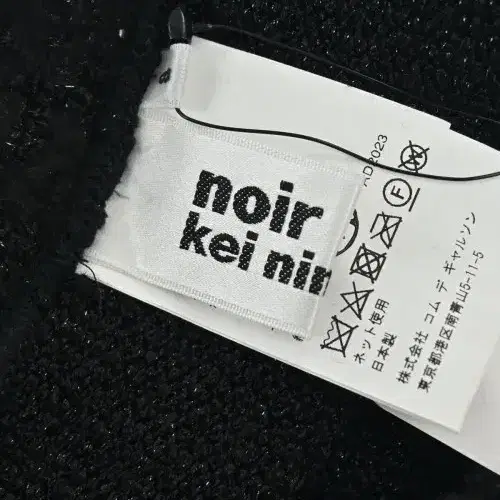 noir
kei nin
AD2023
F
ネット使用
日本製
株式会社 コム デ ギャルソン
東京都港区南青山5-11-5
a